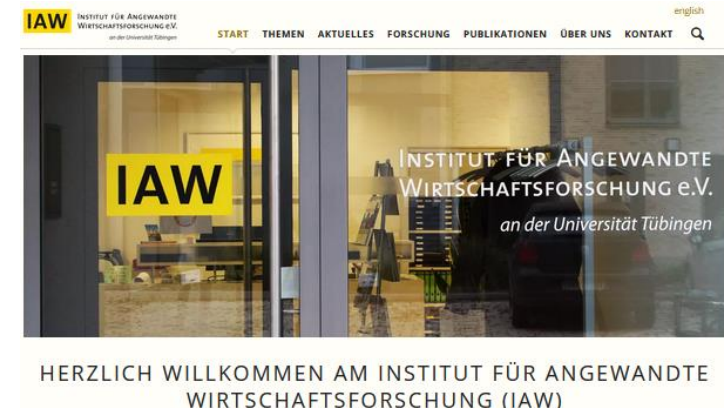 IAW
INSTITUT FÜR ANGEWANDTE
WIRTSCHAFTSFORSCHUNG e.V.
an der Universität Tübingen
english
START THEMEN AKTUELLES FORSCHUNG PUBLIKATIONEN ÜBER UNS KONTAKT
IAW
INSTITUT FÜR ANGEWANDTE
WIRTSCHAFTSFORSCHUNG e.V.
an der Universität Tübingen
HERZLICH WILLKOMMEN AM INSTITUT FÜR ANGEWANDTE
WIRTSCHAFTSFORSCHUNG (IAW)